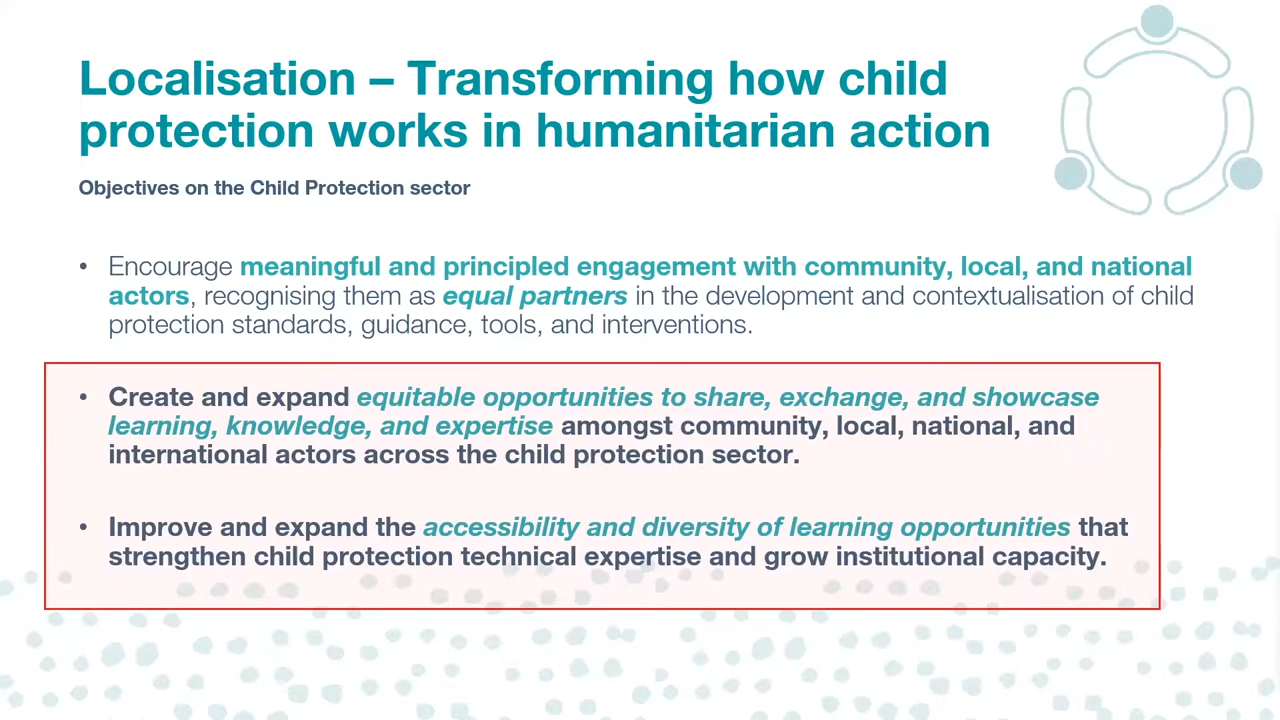 Localisation – Transforming how child
protection works in humanitarian action
Objectives on the Child Protection sector
• Encourage meaningful and principled engagement with community, local, and national
actors, recognising them as equal partners in the development and contextualisation of child
protection standards, guidance, tools, and interventions.
• Create and expand equitable opportunities to share, exchange, and showcase
learning, knowledge, and expertise amongst community, local, national, and
international actors across the child protection sector.
• Improve and expand the accessibility and diversity of learning opportunities that
strengthen child protection technical expertise and grow institutional capacity.